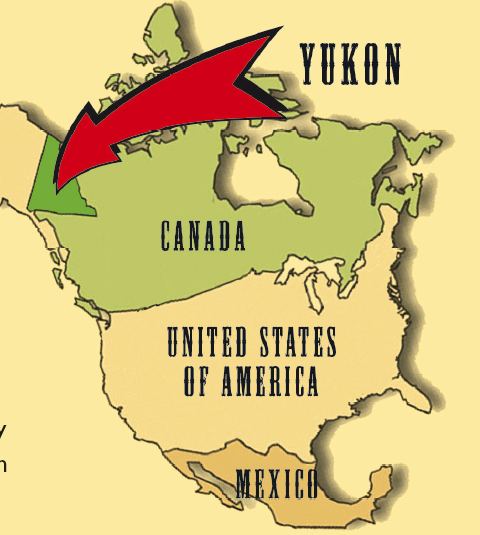 YUKON
CANADA
UNITED STATES
OF AMERICA
y
n
MEXICO